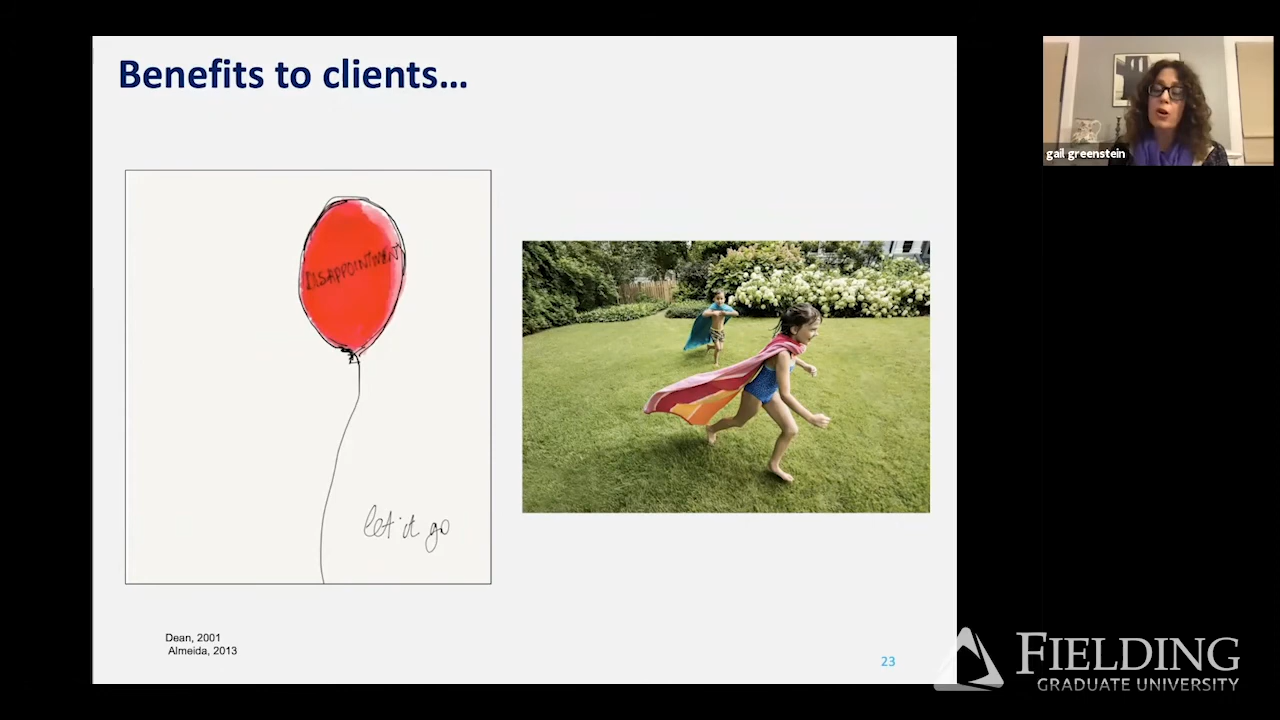 Benefits to clients...
DISAPPOINTMENT
let it go
Dean, 2001
Almeida, 2013
23
gail greenstein
FIELDING
GRADUATE UNIVERSITY